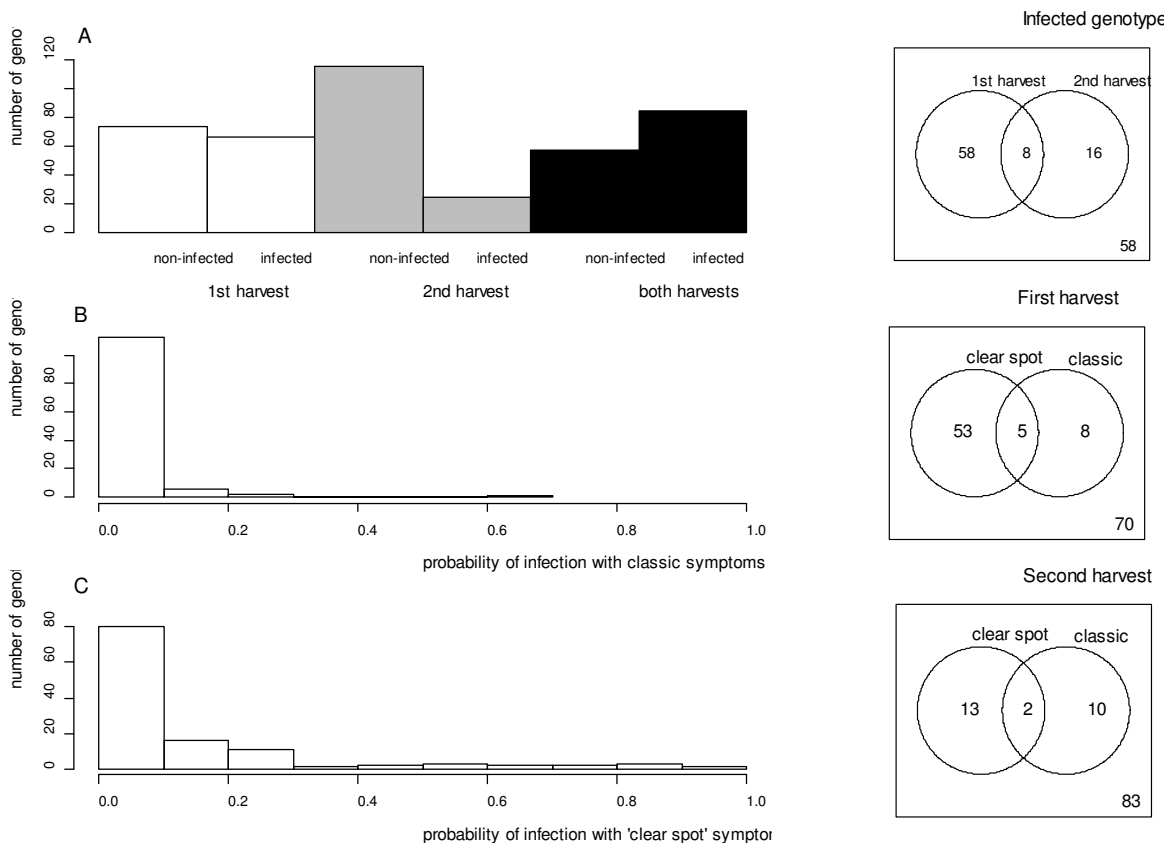 A
number of geno
0 20 40 60 80 120
non-infected infected non-infected infected non-infected infected
1st harvest 2nd harvest both harvests
Infected genotype
1st harvest 2nd harvest
58 8 16
58
B
number of geno
0 20 40 60 80
0.0 0.2 0.4 0.6 0.8 1.0
probability of infection with classic symptoms
First harvest
clear spot classic
53 5 8
70
C
number of genol
0 20 40 60 80
0.0 0.2 0.4 0.6 0.8 1.0
probability of infection with 'clear spot' symptor
Second harvest
clear spot classic
13 2 10
83